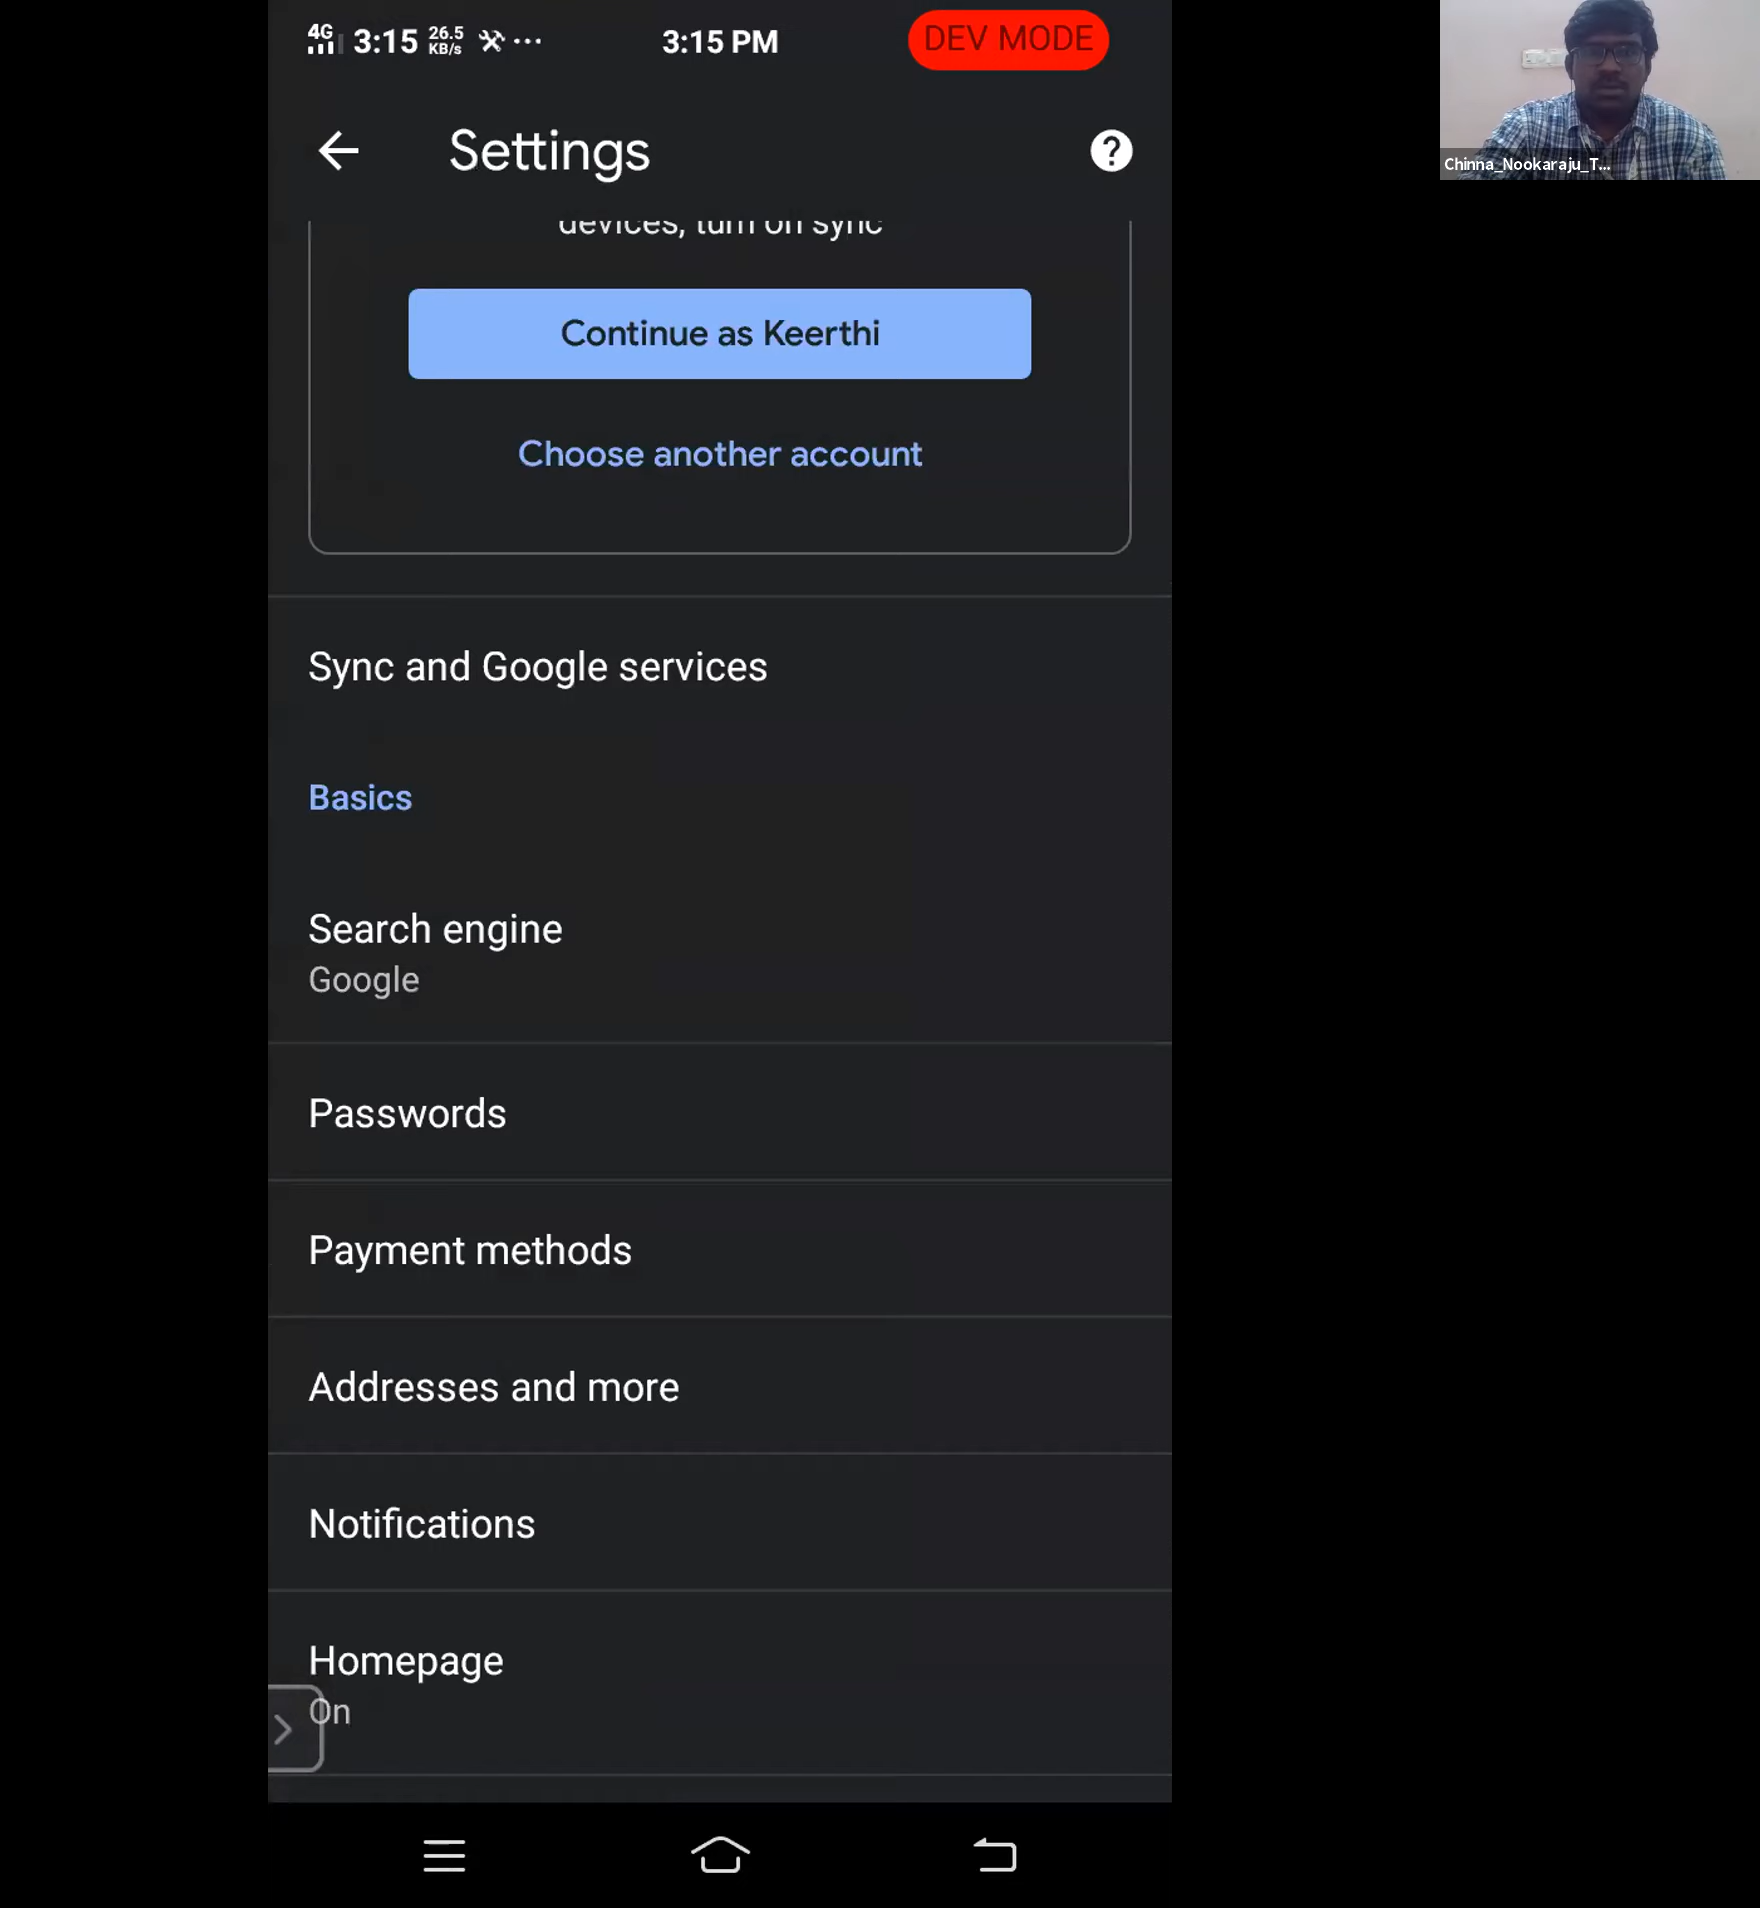 4G 3:15 26.5 KB/s ... 3:15 PM DEV MODE
Settings
devices, turn on sync
Continue as Keerthi
Choose another account
Sync and Google services
Basics
Search engine
Google
Passwords
Payment methods
Addresses and more
Notifications
Homepage
On
Chinna_Nookaraju_T...